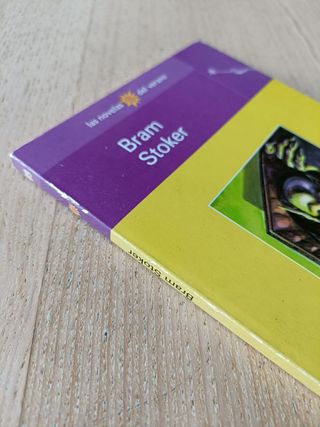 las novelas del verano
Bram
Stoker
Bram Stoker